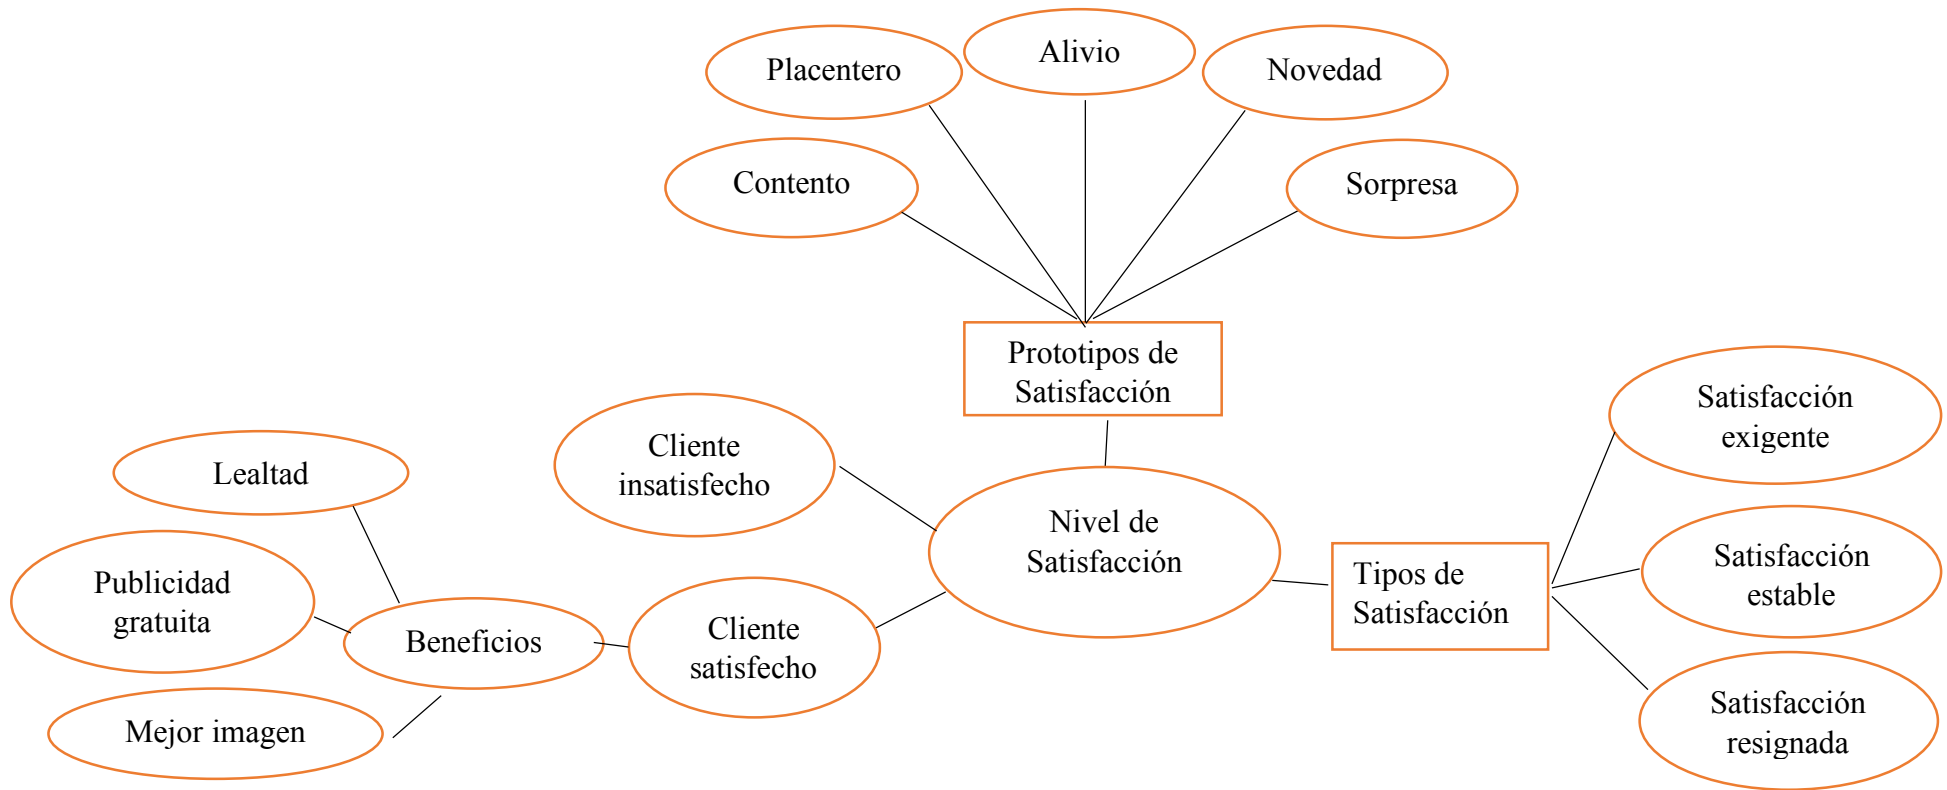 Alivio
Placentero
Novedad
Contento
Sorpresa
Prototipos de
Satisfacción
Satisfacción
exigente
Cliente
insatisfecho
Lealtad
Nivel de
Satisfacción
Satisfacción
estable
Tipos de
Satisfacción
Publicidad
gratuita
Beneficios
Cliente
satisfecho
Satisfacción
resignada
Mejor imagen